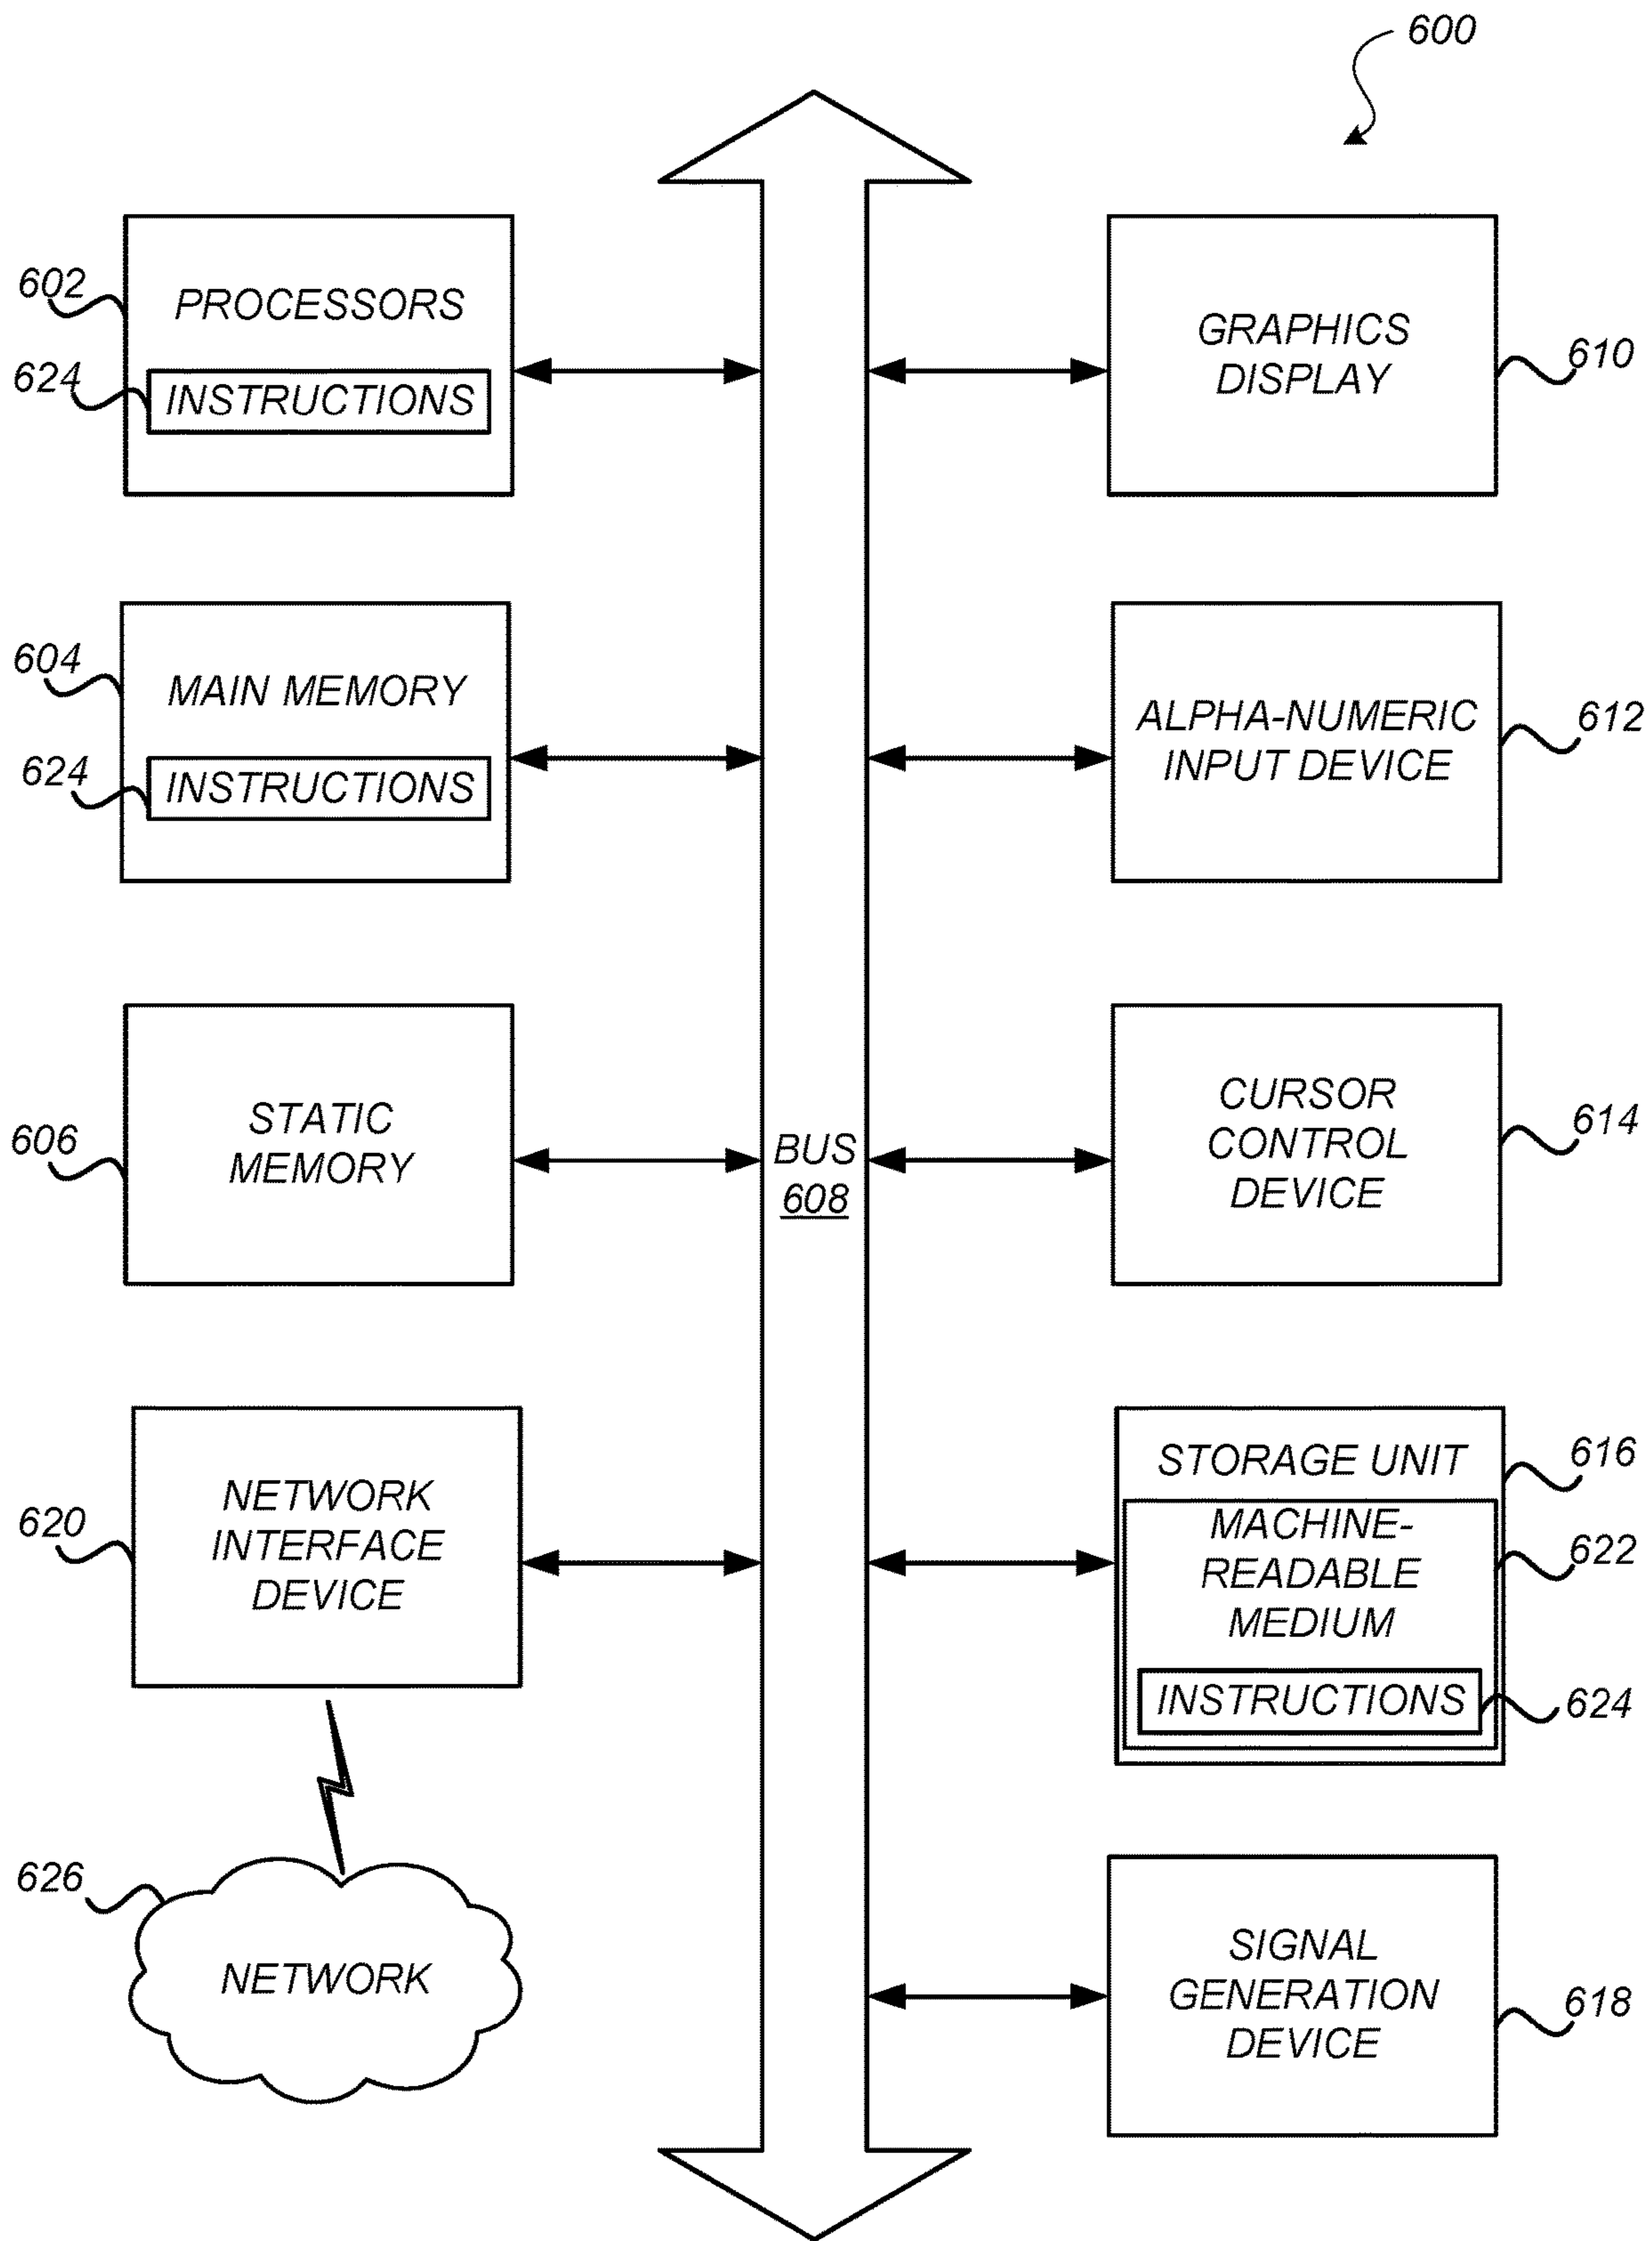 600
602
PROCESSORS
624
INSTRUCTIONS
GRAPHICS
DISPLAY
610
604
MAIN MEMORY
624
INSTRUCTIONS
ALPHA-NUMERIC
INPUT DEVICE
612
606
STATIC
MEMORY
BUS
608
CURSOR
CONTROL
DEVICE
614
620
NETWORK
INTERFACE
DEVICE
STORAGE UNIT
616
MACHINE-
READABLE
MEDIUM
622
INSTRUCTIONS
624
626
NETWORK
SIGNAL
GENERATION
DEVICE
618